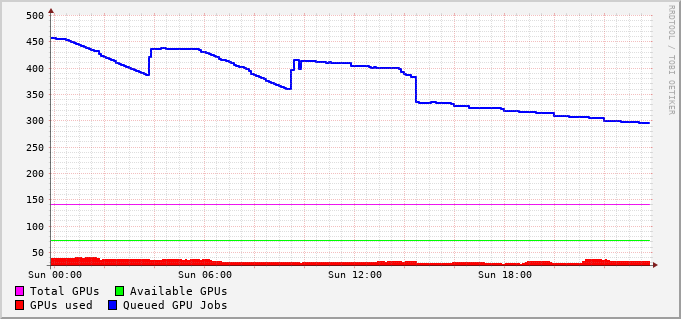 500
450
400
350
300
250
200
150
100
50
Sun 00:00 Sun 06:00 Sun 12:00 Sun 18:00
Total GPUs Available GPUs
GPUs used Queued GPU Jobs
RRDTOOL / TOBI OETIKER